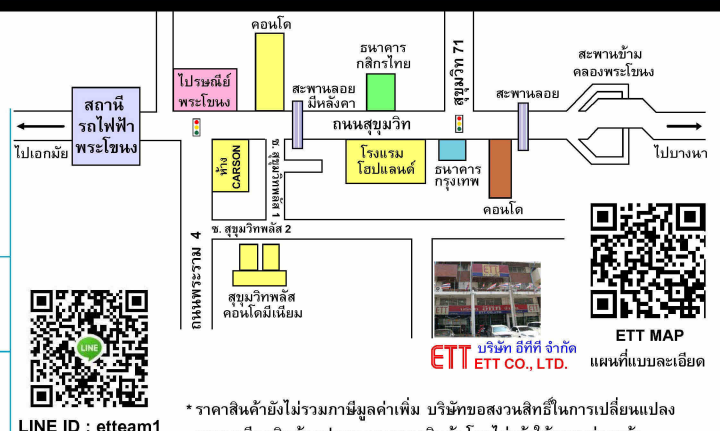 คอนโด
ธนาคาร
กสิกรไทย
สุขุมวิท 71
สะพานข้าม
คลองพระโขนง
ไปรษณีย์
พระโขนง
สะพานลอย
มีหลังคา
สะพานลอย
สถานี
รถไฟฟ้า
พระโขนง
ถนนสุขุมวิท
ไปเอกมัย
ไปบางนา
ห้าง
CARSON
ซ. สุขุมวิทพลัส 1
โรงแรม
โฮปแลนด์
ธนาคาร
กรุงเทพ
คอนโด
ซ. สุขุมวิทพลัส 2
ถนนพระราม 4
สุขุมวิทพลัส
คอนโดมีเนียม
LINE
ETT
บริษัท อีทีที จำกัด
ETT CO., LTD.
ETT MAP
แผนที่แบบละเอียด
LINE ID : etteam1
* ราคาสินค้ายังไม่รวมภาษีมูลค่าเพิ่ม บริษัทขอสงวนสิทธิ์ในการเปลี่ยนแปลง